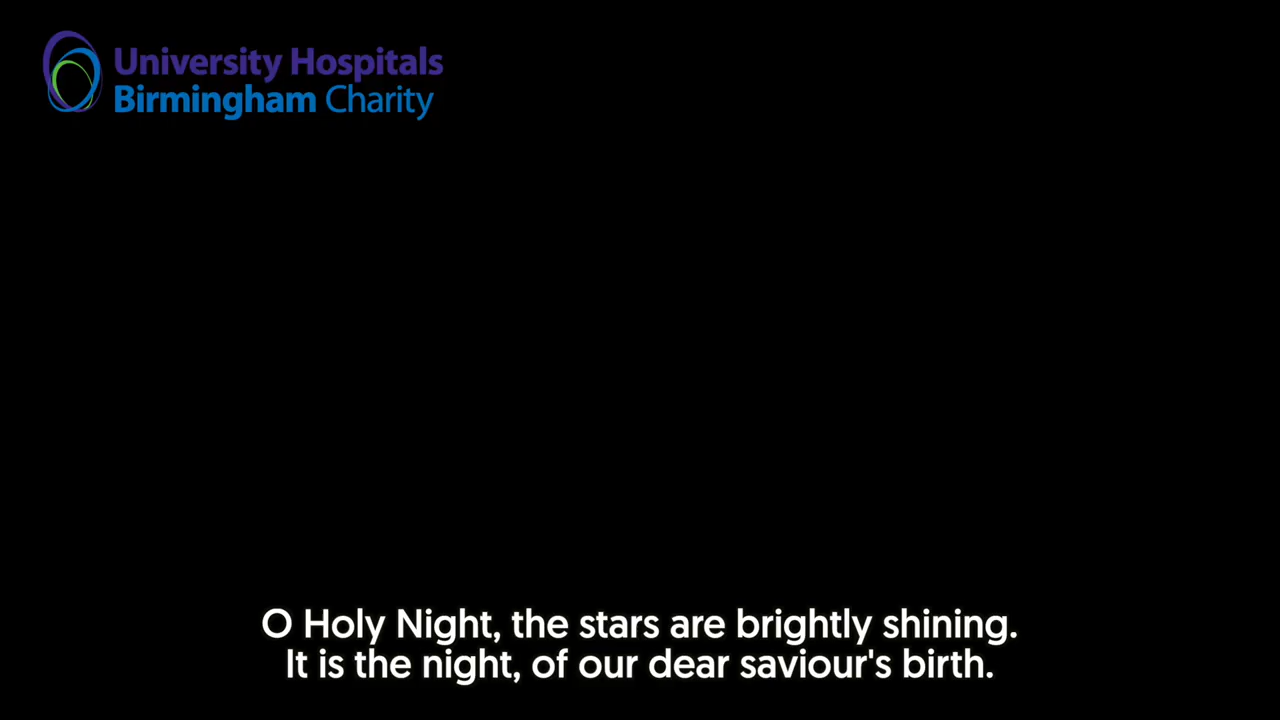 University Hospitals
Birmingham Charity
O Holy Night, the stars are brightly shining.
It is the night, of our dear saviour's birth.